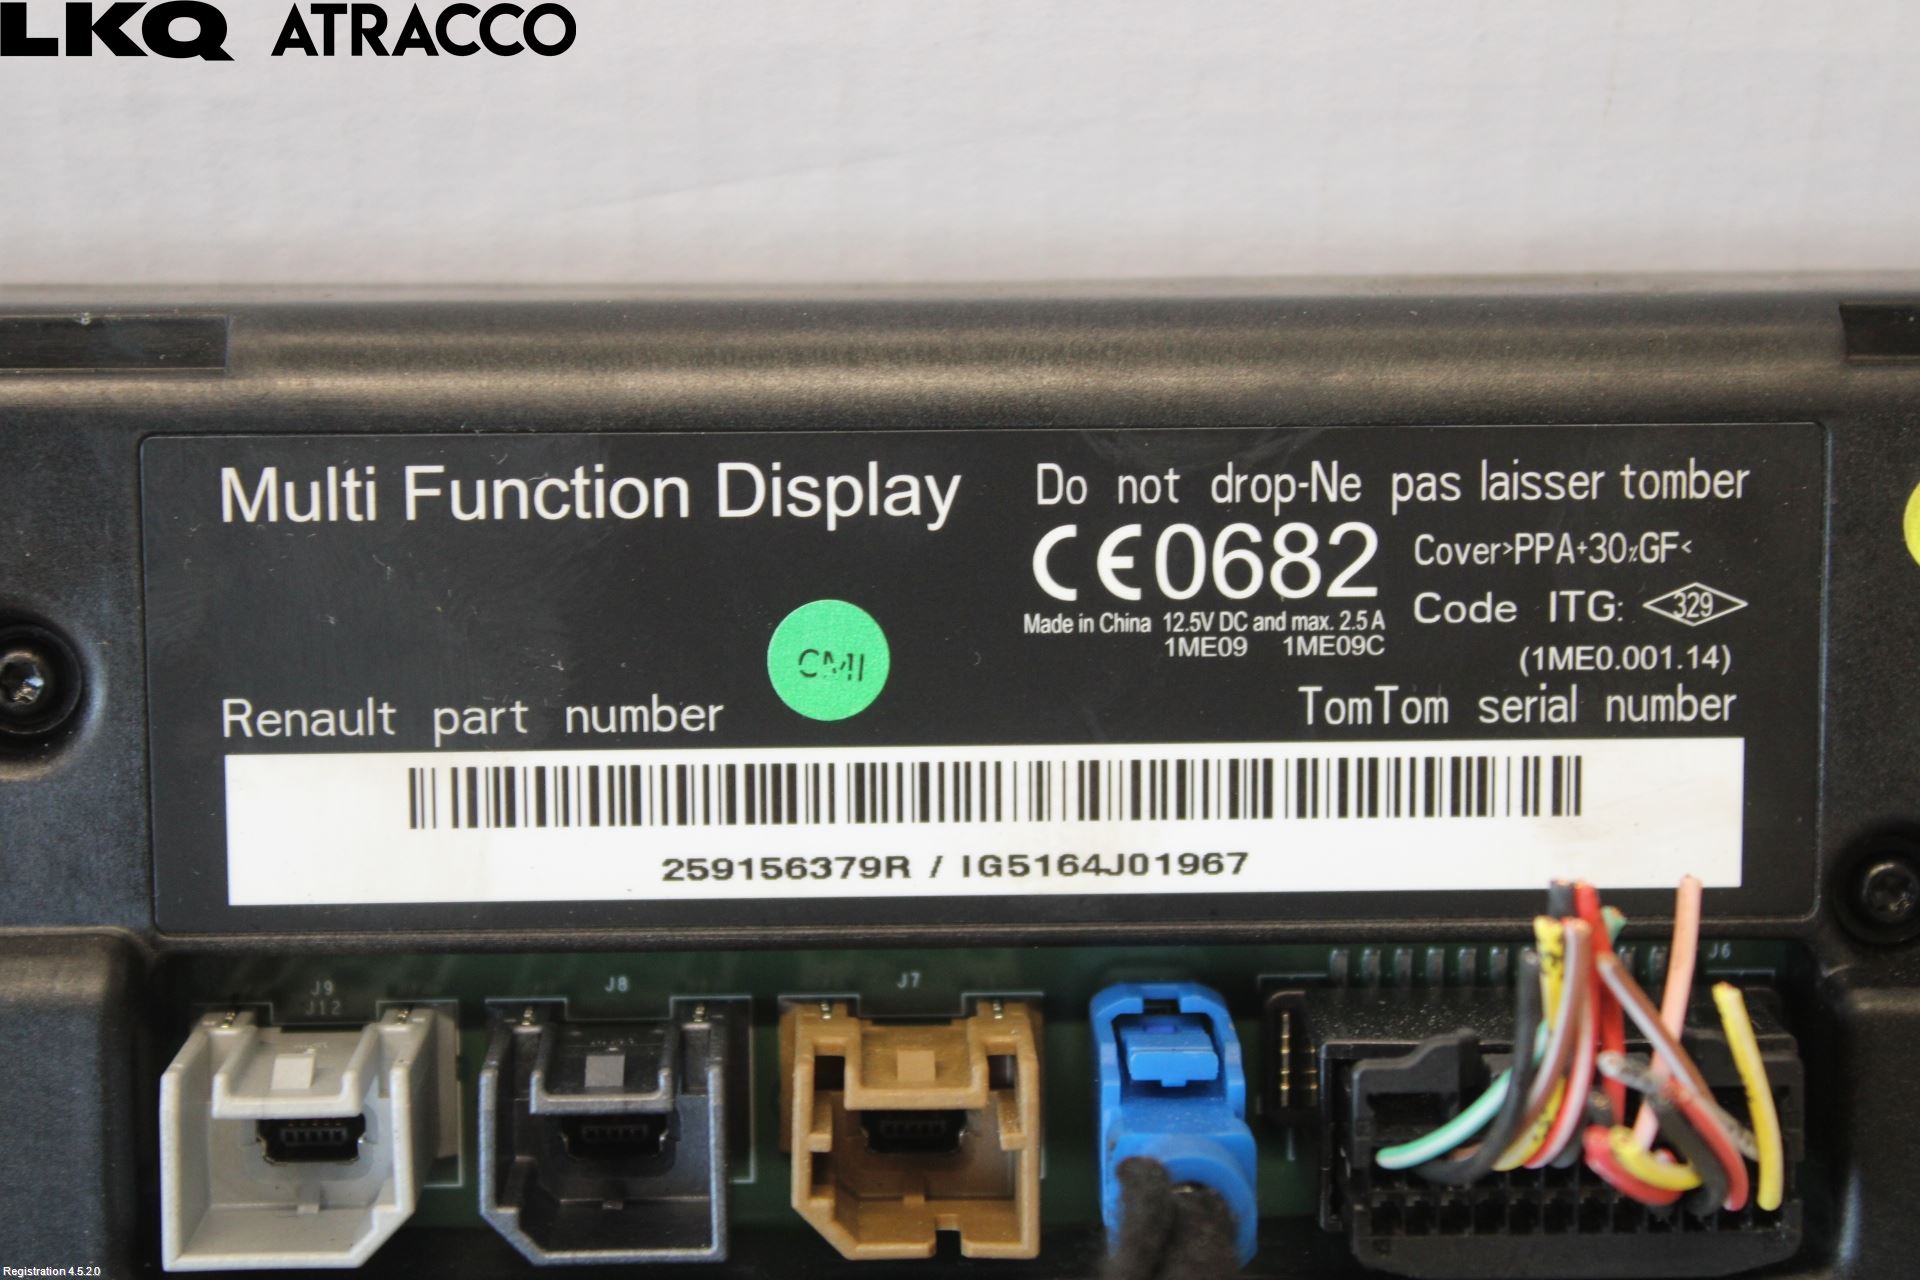 LKQ ATRACCO
Multi Function Display
Do not drop-Ne pas laisser tomber
CE0682
Cover>PPA+30%GF<
Made in China 12.5V DC and max. 2.5 A
Code ITG: 329
1ME09 1ME09C
(1ME0.001.14)
CMI
Renault part number
TomTom serial number
259156379R / IG5164J01967
J9
J12
J8
J7
J6
Registration 4.5.2.0